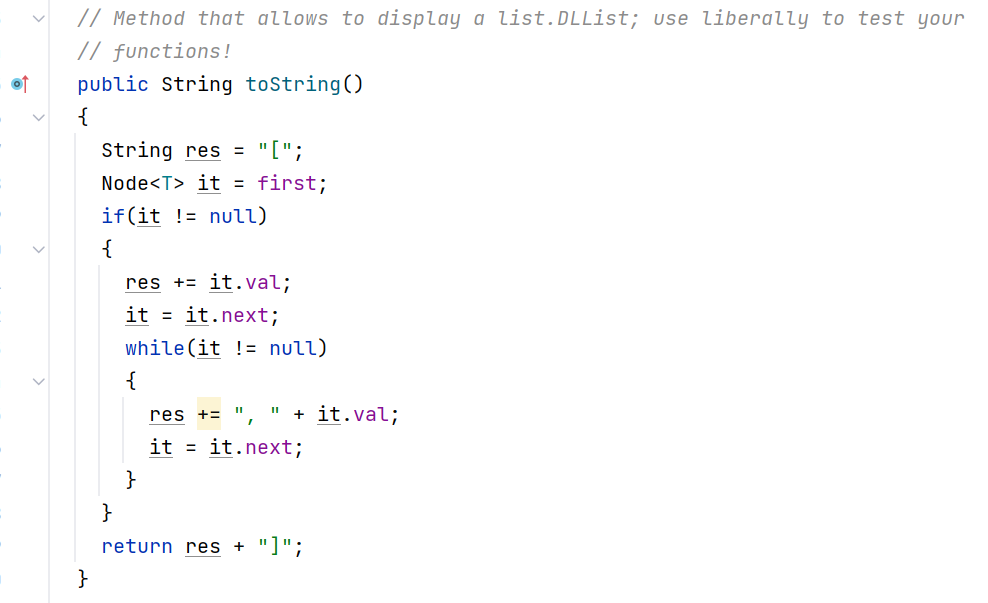 // Method that allows to display a list.DLList; use liberally to test your
// functions!
public String toString()
{
String res = "[";
Node<T> it = first;
if(it != null)
{
res += it.val;
it = it.next;
while(it != null)
{
res += ", " + it.val;
it = it.next;
}
}
return res + "]";
}